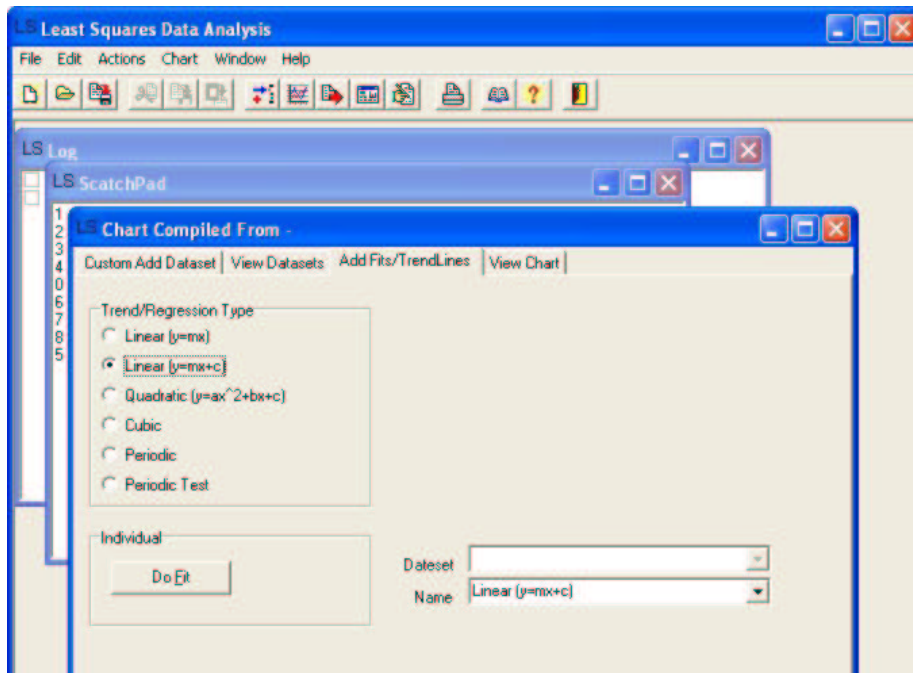 LS Least Squares Data Analysis
File Edit Actions Chart Window Help
LS Log
LS ScatchPad
1
2
3
4
0
6
7
8
5
LS Chart Compiled From -
Custom Add Dataset View Datasets Add Fits/TrendLines View Chart
Trend/Regression Type
Linear (y=mx)
Linear (y=mx+c)
Quadratic (y=ax^2+bx+c)
Cubic
Periodic
Periodic Test
Individual
Do Fit
Dateset
Name Linear (y=mx+c)